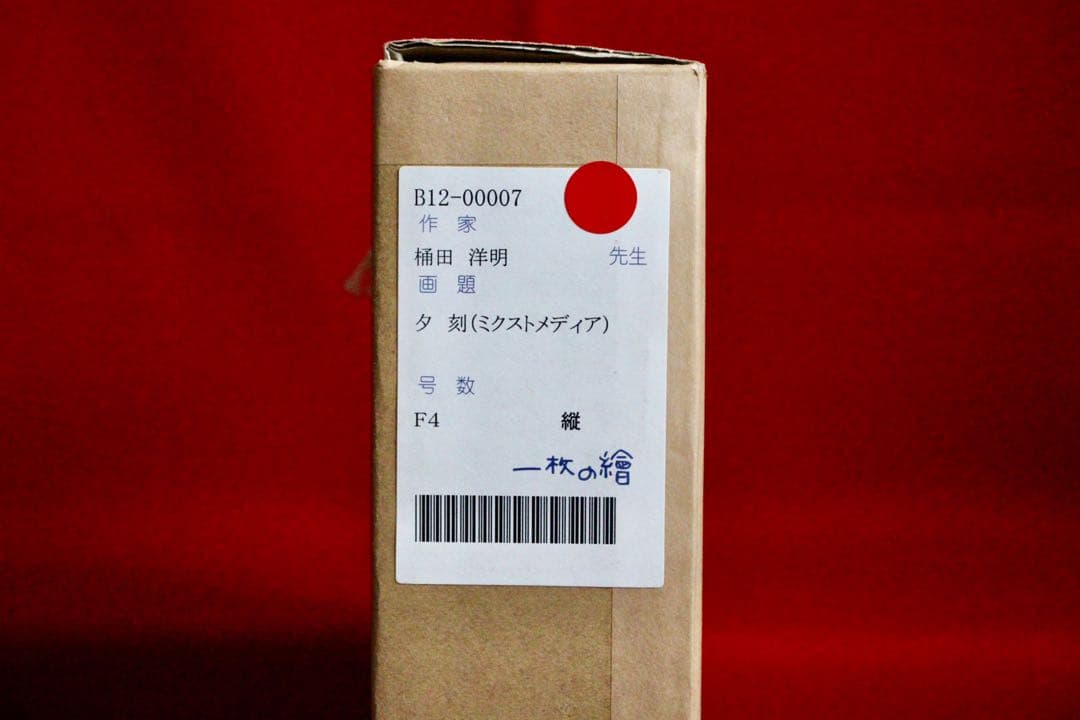 B12-00007
作 家
桶田 洋明 先生
画 題
夕 刻(ミクストメディア)
号 数
F4 縦
一枚の繪